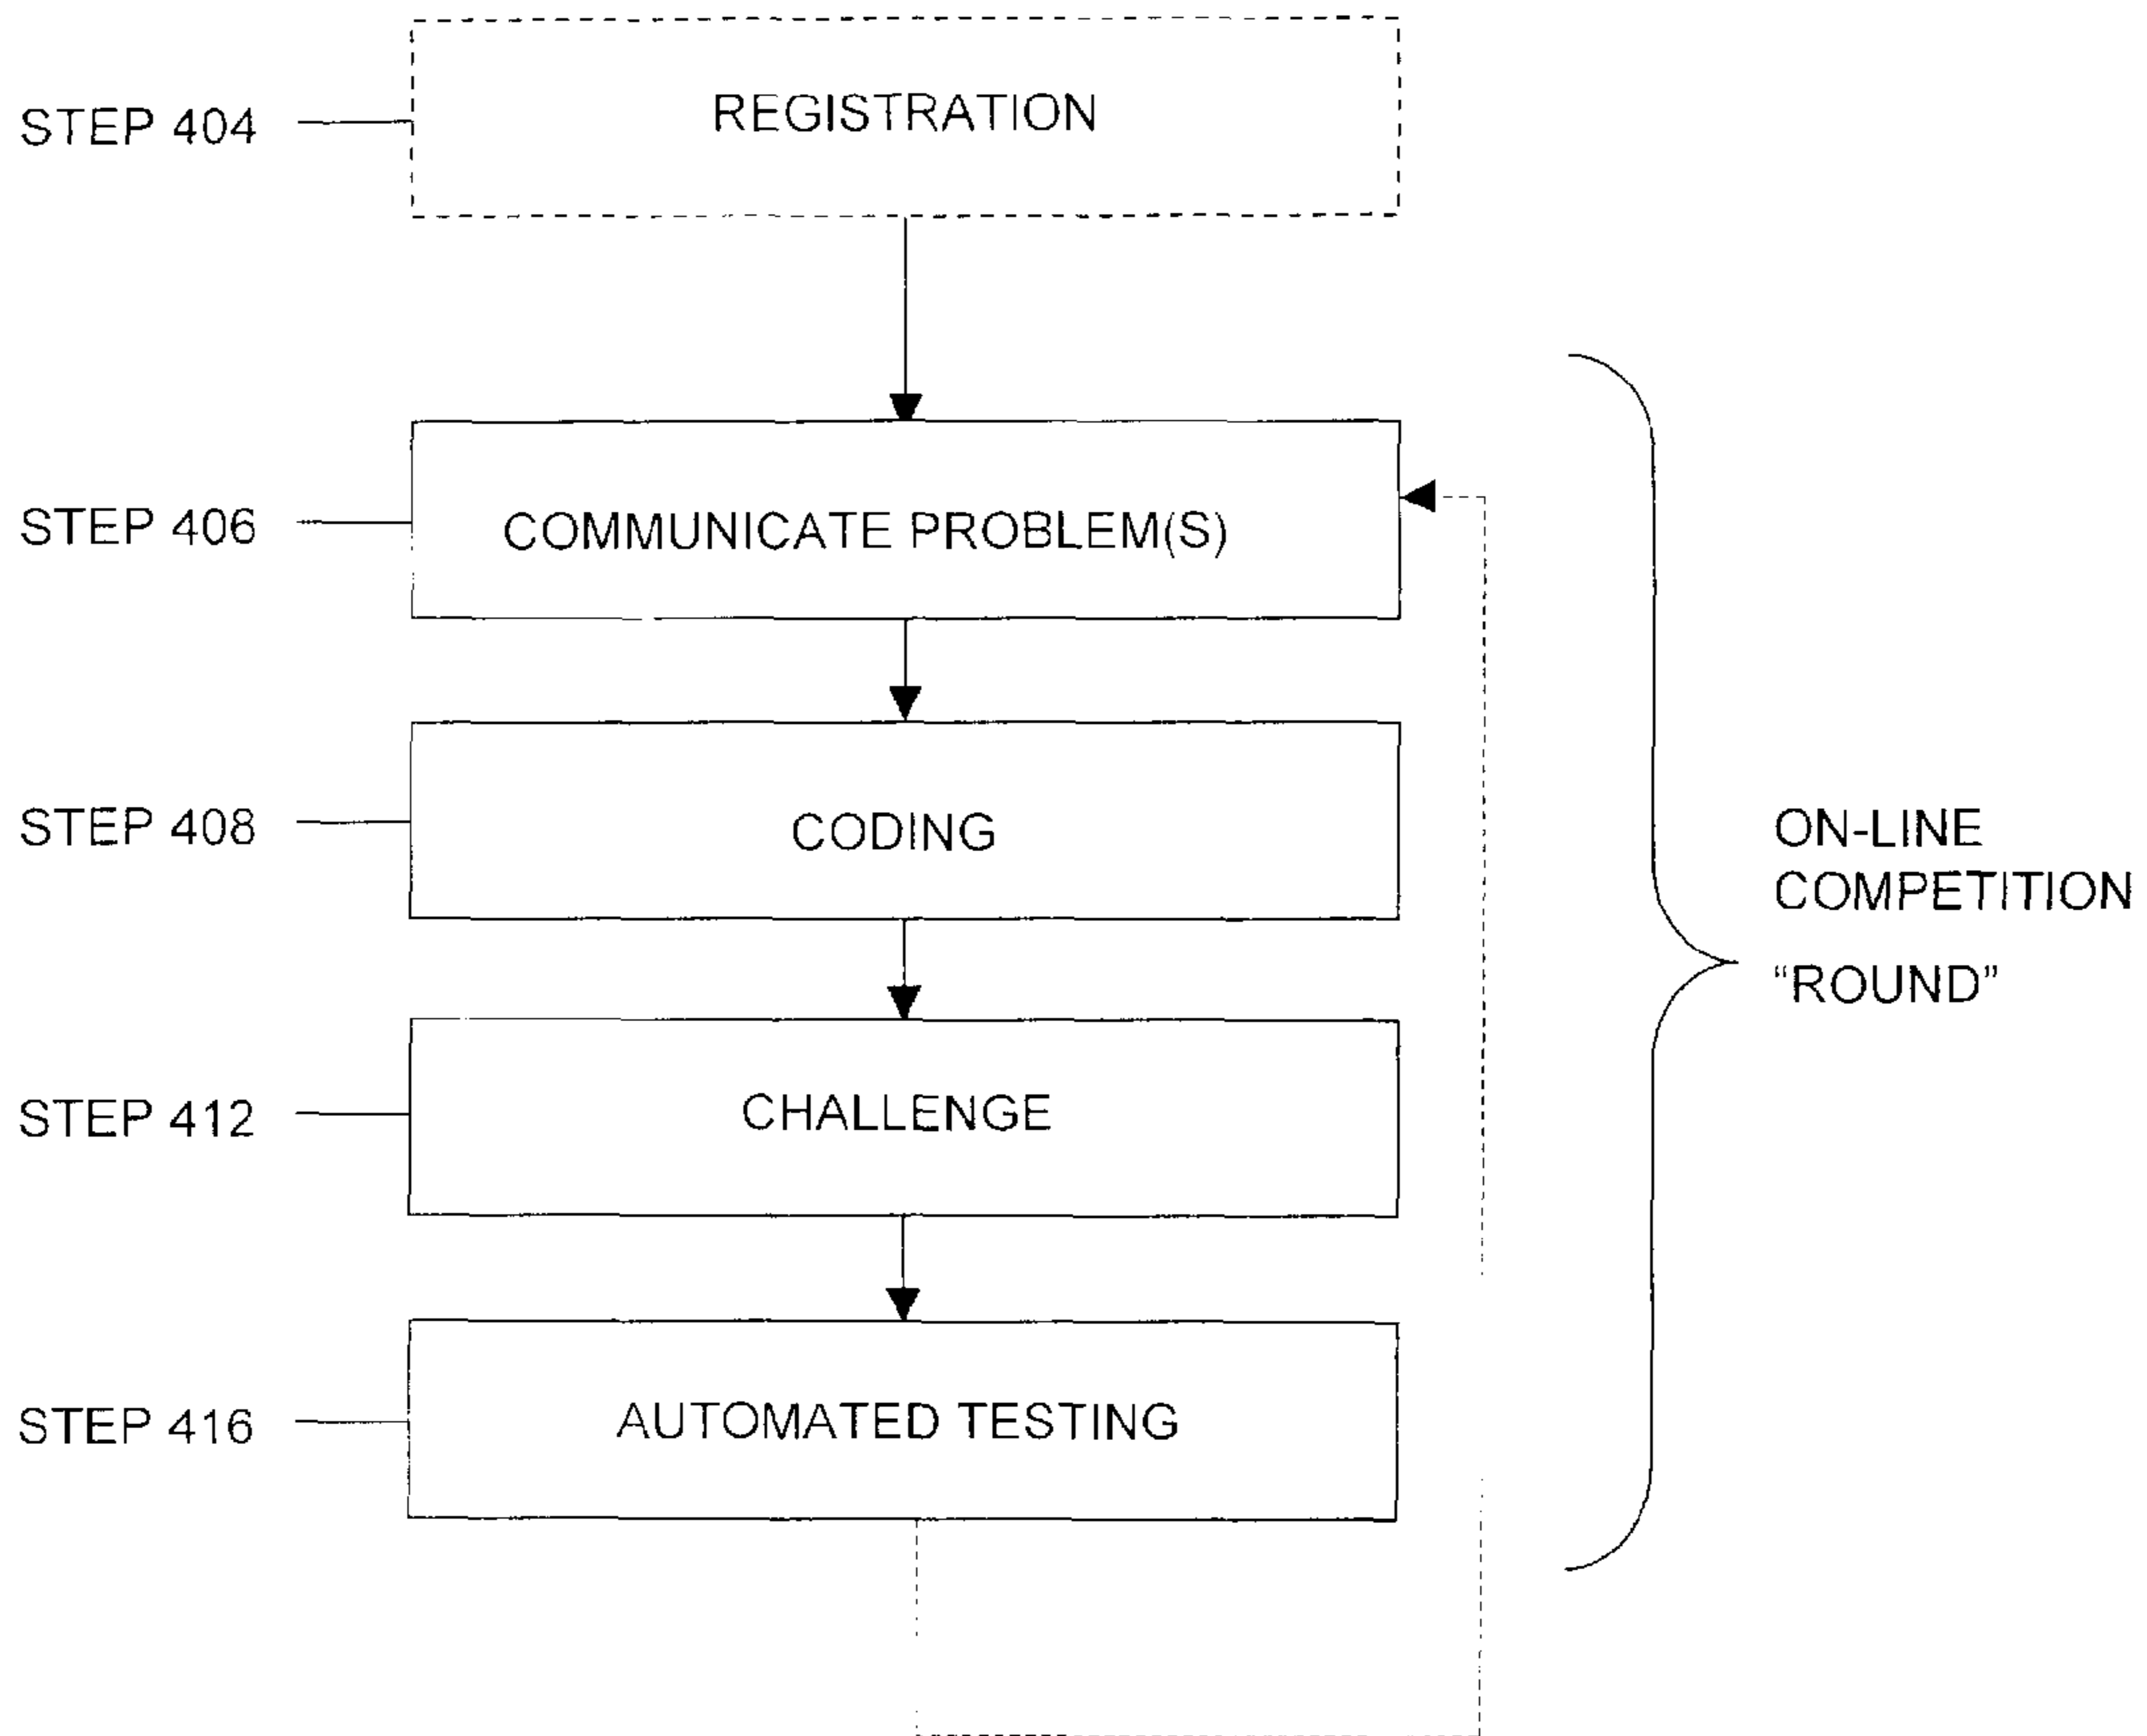 STEP 404
REGISTRATION
STEP 406
COMMUNICATE PROBLEM(S)
STEP 408
CODING
ON-LINE
COMPETITION
“ROUND”
STEP 412
CHALLENGE
STEP 416
AUTOMATED TESTING